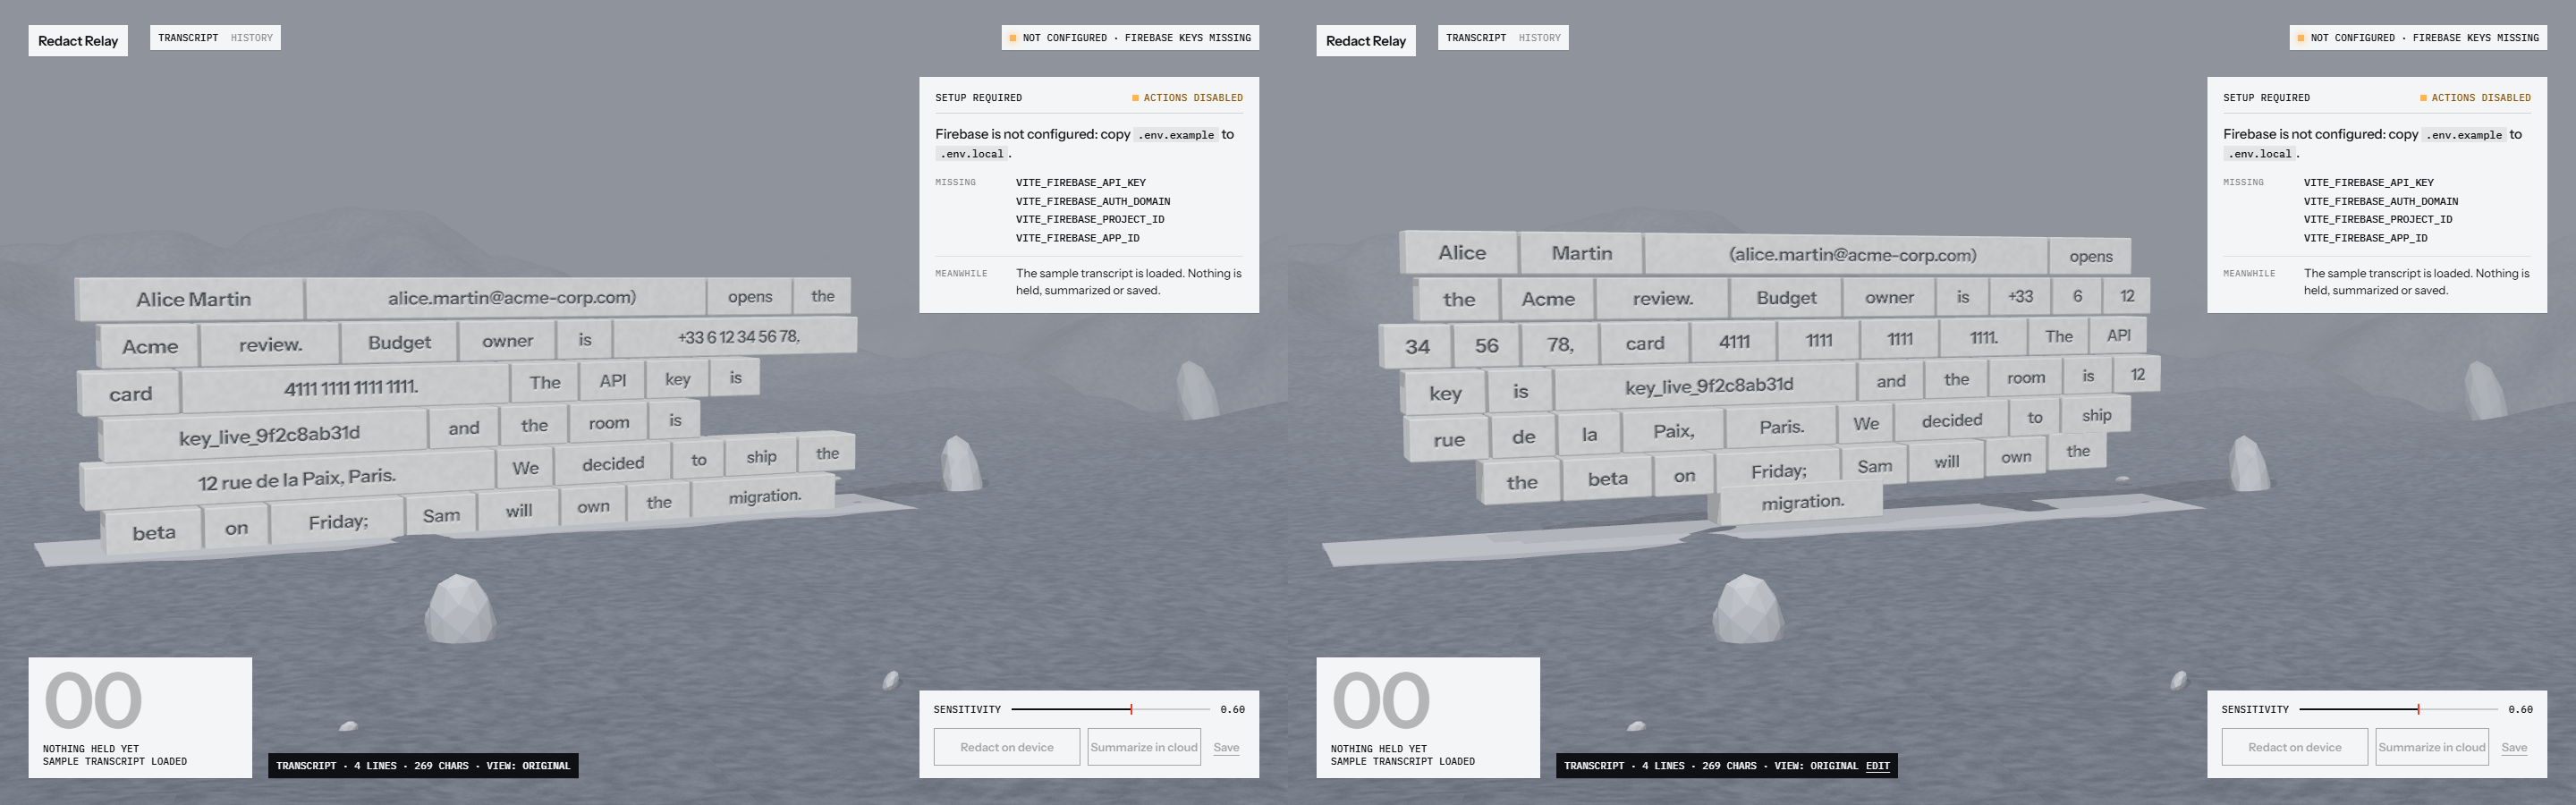 Redact Relay
TRANSCRIPT HISTORY
NOT CONFIGURED · FIREBASE KEYS MISSING
SETUP REQUIRED
ACTIONS DISABLED
Firebase is not configured: copy .env.example to
.env.local.
MISSING
VITE_FIREBASE_API_KEY
VITE_FIREBASE_AUTH_DOMAIN
VITE_FIREBASE_PROJECT_ID
VITE_FIREBASE_APP_ID
MEANWHILE
The sample transcript is loaded. Nothing is
held, summarized or saved.
Alice Martin alice.martin@acme-corp.com) opens the
Acme review. Budget owner is +33 6 12 34 56 78,
card 4111 1111 1111 1111. The API key is
key_live_9f2c8ab31d and the room is
12 rue de la Paix, Paris. We decided to ship the
beta on Friday; Sam will own the migration.
00
NOTHING HELD YET
SAMPLE TRANSCRIPT LOADED
TRANSCRIPT · 4 LINES · 269 CHARS · VIEW: ORIGINAL
SENSITIVITY 0.60
Redact on device Summarize in cloud Save
Redact Relay
TRANSCRIPT HISTORY
NOT CONFIGURED · FIREBASE KEYS MISSING
SETUP REQUIRED
ACTIONS DISABLED
Firebase is not configured: copy .env.example to
.env.local.
MISSING
VITE_FIREBASE_API_KEY
VITE_FIREBASE_AUTH_DOMAIN
VITE_FIREBASE_PROJECT_ID
VITE_FIREBASE_APP_ID
MEANWHILE
The sample transcript is loaded. Nothing is
held, summarized or saved.
Alice Martin (alice.martin@acme-corp.com) opens
the Acme review. Budget owner is +33 6 12
34 56 78, card 4111 1111 1111 1111. The API
key is key_live_9f2c8ab31d and the room is 12
rue de la Paix, Paris. We decided to ship
the beta on Friday; Sam will own the
migration.
00
NOTHING HELD YET
SAMPLE TRANSCRIPT LOADED
TRANSCRIPT · 4 LINES · 269 CHARS · VIEW: ORIGINAL EDIT
SENSITIVITY 0.60
Redact on device Summarize in cloud Save